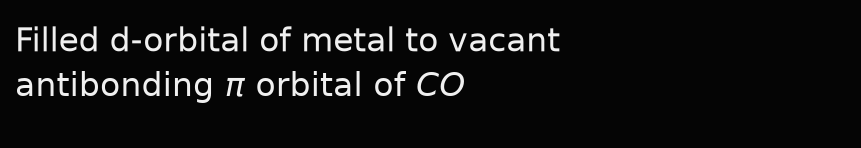 Filled d-orbital of metal to vacant
antibonding π orbital of CO